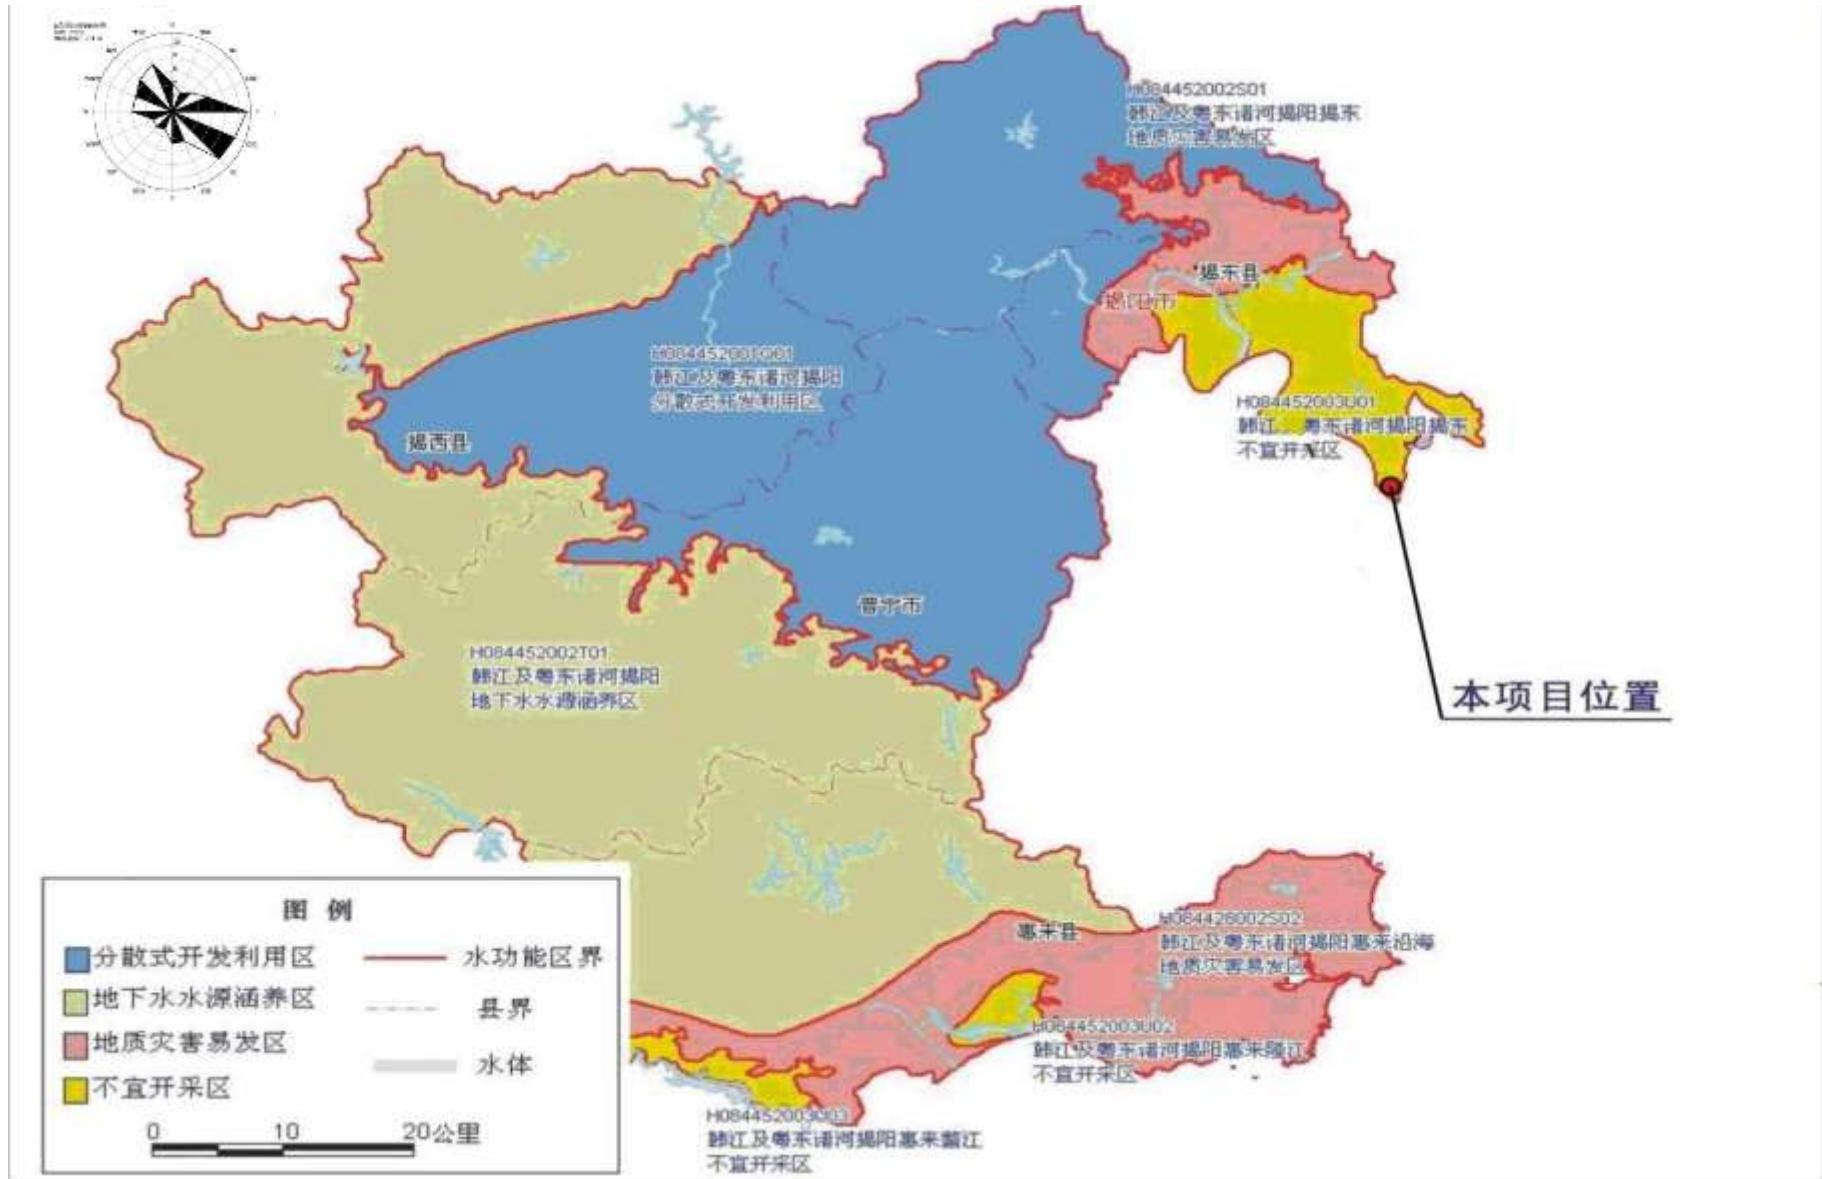 H084452002S01
韩江及粤东诸河揭阳揭东
地质灾害易发区
揭东县
揭阳市
H084452001Q01
韩江及粤东诸河揭阳
分散式开发利用区
H084452003U01
韩江及粤东诸河揭阳揭东
不宜开采区
揭西县
普宁市
H084452002T01
韩江及粤东诸河揭阳
地下水水源涵养区
本项目位置
惠来县
H084428002S02
韩江及粤东诸河揭阳惠来沿海
地质灾害易发区
H084452003U02
韩江及粤东诸河揭阳惠来隆江
不宜开采区
H084452003U03
韩江及粤东诸河揭阳惠来鳌江
不宜开采区
图 例
分散式开发利用区
水功能区界
地下水水源涵养区
县界
地质灾害易发区
水体
不宜开采区
0 10 20公里